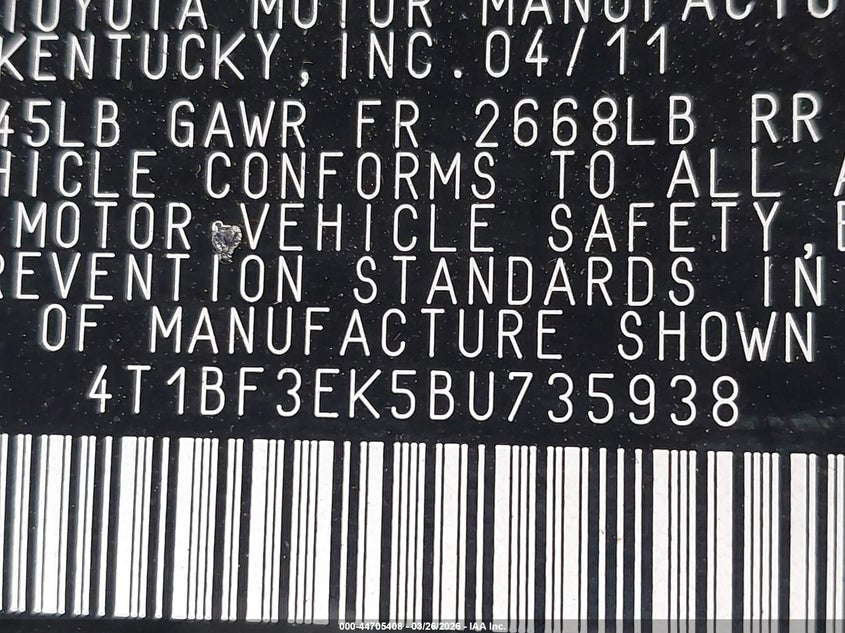 TOYOTA MOTOR MANUFACTU
KENTUCKY, INC. 04/11
45LB GAWR FR 2668LB RR
HICLE CONFORMS TO ALL A
MOTOR VEHICLE SAFETY, B
REVENTION STANDARDS IN
OF MANUFACTURE SHOWN
4T1BF3EK5BU735938
000-44705408 - 03/26/2026 - IAA Inc.